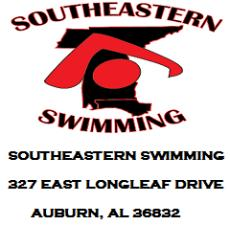 SOUTHEASTERN
SWIMMING
SOUTHEASTERN SWIMMING
327 EAST LONGLEAF DRIVE
AUBURN, AL 36832